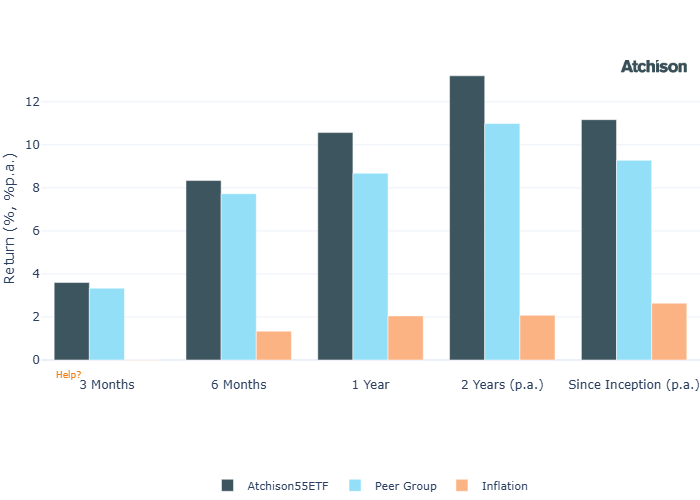 Atchison
Return (%, %p.a.)
12
10
8
6
4
2
0
Help?
3 Months
6 Months
1 Year
2 Years (p.a.)
Since Inception (p.a.)
Atchison55ETF
Peer Group
Inflation